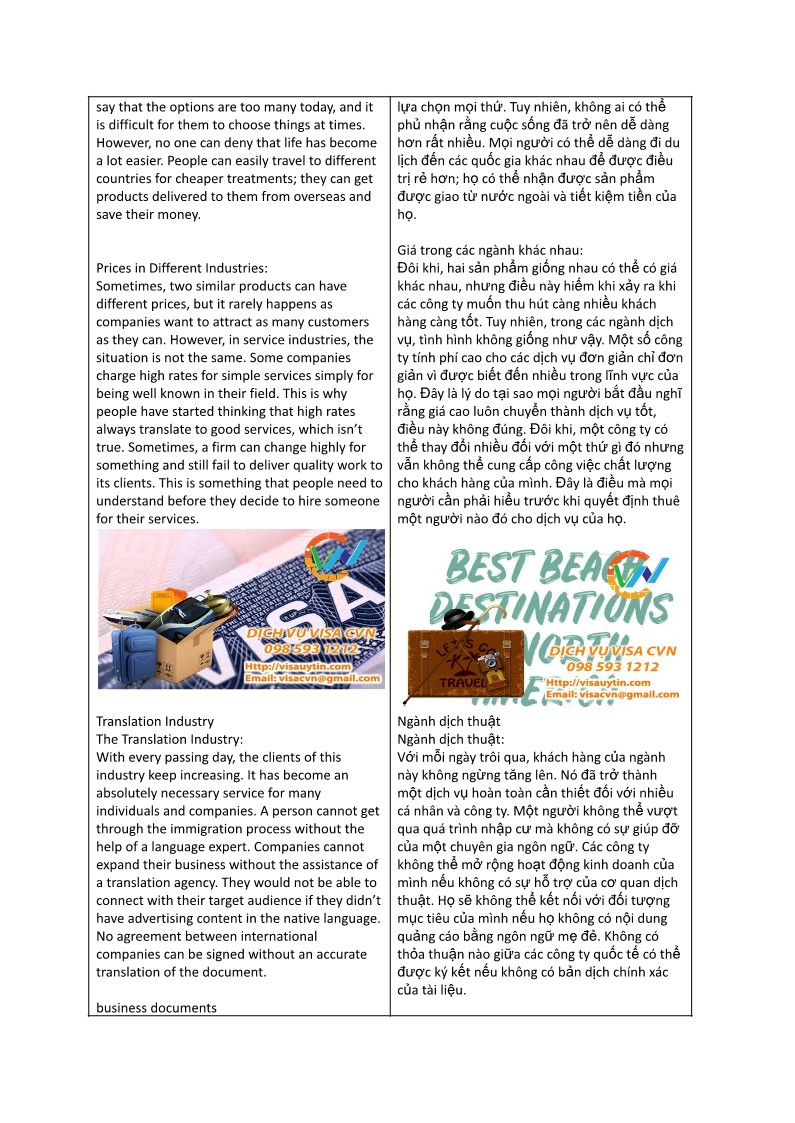 say that the options are too many today, and it
is difficult for them to choose things at times.
However, no one can deny that life has become
a lot easier. People can easily travel to different
countries for cheaper treatments; they can get
products delivered to them from overseas and
save their money.
Prices in Different Industries:
Sometimes, two similar products can have
different prices, but it rarely happens as
companies want to attract as many customers
as they can. However, in service industries, the
situation is not the same. Some companies
charge high rates for simple services simply for
being well known in their field. This is why
people have started thinking that high rates
always translate to good services, which isn’t
true. Sometimes, a firm can change highly for
something and still fail to deliver quality work to
its clients. This is something that people need to
understand before they decide to hire someone
for their services.
VISA
DỊCH VỤ VISA CVN
098 593 1212
Http://visauytin.com
Email: visacvn@gmail.com
Translation Industry
The Translation Industry:
With every passing day, the clients of this
industry keep increasing. It has become an
absolutely necessary service for many
individuals and companies. A person cannot get
through the immigration process without the
help of a language expert. Companies cannot
expand their business without the assistance of
a translation agency. They would not be able to
connect with their target audience if they didn’t
have advertising content in the native language.
No agreement between international
companies can be signed without an accurate
translation of the document.
business documents
lựa chọn mọi thứ. Tuy nhiên, không ai có thể
phủ nhận rằng cuộc sống đã trở nên dễ dàng
hơn rất nhiều. Mọi người có thể dễ dàng đi du
lịch đến các quốc gia khác nhau để được điều
trị rẻ hơn; họ có thể nhận được sản phẩm
được giao từ nước ngoài và tiết kiệm tiền của
họ.
Giá trong các ngành khác nhau:
Đôi khi, hai sản phẩm giống nhau có thể có giá
khác nhau, nhưng điều này hiếm khi xảy ra khi
các công ty muốn thu hút càng nhiều khách
hàng càng tốt. Tuy nhiên, trong các ngành dịch
vụ, tình hình không giống như vậy. Một số công
ty tính phí cao cho các dịch vụ đơn giản chỉ đơn
giản vì được biết đến nhiều trong lĩnh vực của
họ. Đây là lý do tại sao mọi người bắt đầu nghĩ
rằng giá cao luôn chuyển thành dịch vụ tốt,
điều này không đúng. Đôi khi, một công ty có
thể thay đổi nhiều đối với một thứ gì đó nhưng
vẫn không thể cung cấp công việc chất lượng
cho khách hàng của mình. Đây là điều mà mọi
người cần phải hiểu trước khi quyết định thuê
một người nào đó cho dịch vụ của họ.
BEST BEACH
DESTINATIONS
NORTH
AMERICA
LET'S GO
TRAVEL
DỊCH VỤ VISA CVN
098 593 1212
Http://visauytin.com
Email: visacvn@gmail.com
Ngành dịch thuật
Ngành dịch thuật:
Với mỗi ngày trôi qua, khách hàng của ngành
này không ngừng tăng lên. Nó đã trở thành
một dịch vụ hoàn toàn cần thiết đối với nhiều
cá nhân và công ty. Một người không thể vượt
qua quá trình nhập cư mà không có sự giúp đỡ
của một chuyên gia ngôn ngữ. Các công ty
không thể mở rộng hoạt động kinh doanh của
mình nếu không có sự hỗ trợ của cơ quan dịch
thuật. Họ sẽ không thể kết nối với đối tượng
mục tiêu của mình nếu họ không có nội dung
quảng cáo bằng ngôn ngữ mẹ đẻ. Không có
thỏa thuận nào giữa các công ty quốc tế có thể
được ký kết nếu không có bản dịch chính xác
của tài liệu.